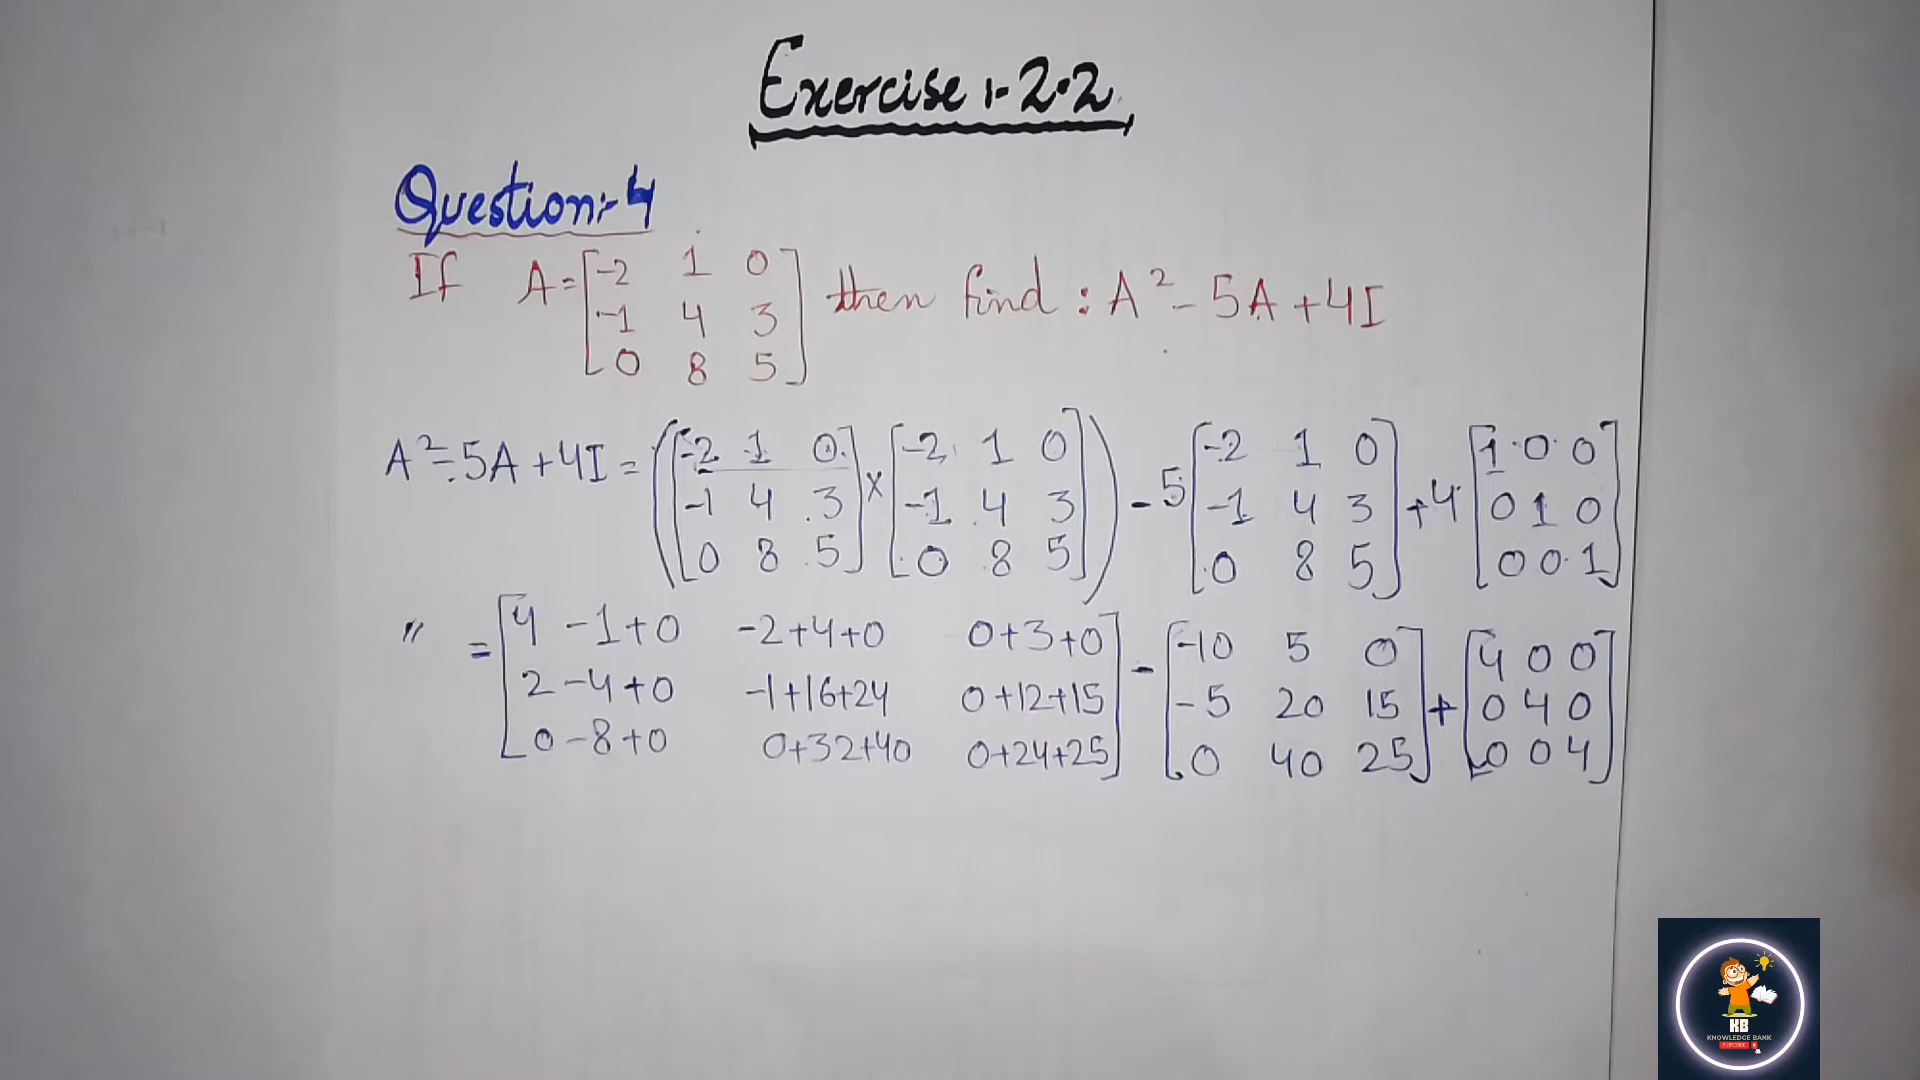 Exercise :- 2.2
Question:- 4
If A = [-2 1 0] then find : A² - 5A + 4I
[-1 4 3]
[0 8 5]
A² - 5A + 4I = ([-2 1 0] × [-2 1 0]) - 5 [-2 1 0] + 4 [1 0 0]
[-1 4 3] [-1 4 3] [-1 4 3] [0 1 0]
[0 8 5] [0 8 5] [0 8 5] [0 0 1]
" = [4 -1+0 -2+4+0 0+3+0] - [-10 5 0] + [4 0 0]
[2 -4+0 -1+16+24 0+12+15] [-5 20 15] [0 4 0]
[0 -8+0 0+32+40 0+24+25] [0 40 25] [0 0 4]
KB
KNOWLEDGE BANK
SUBSCRIBE